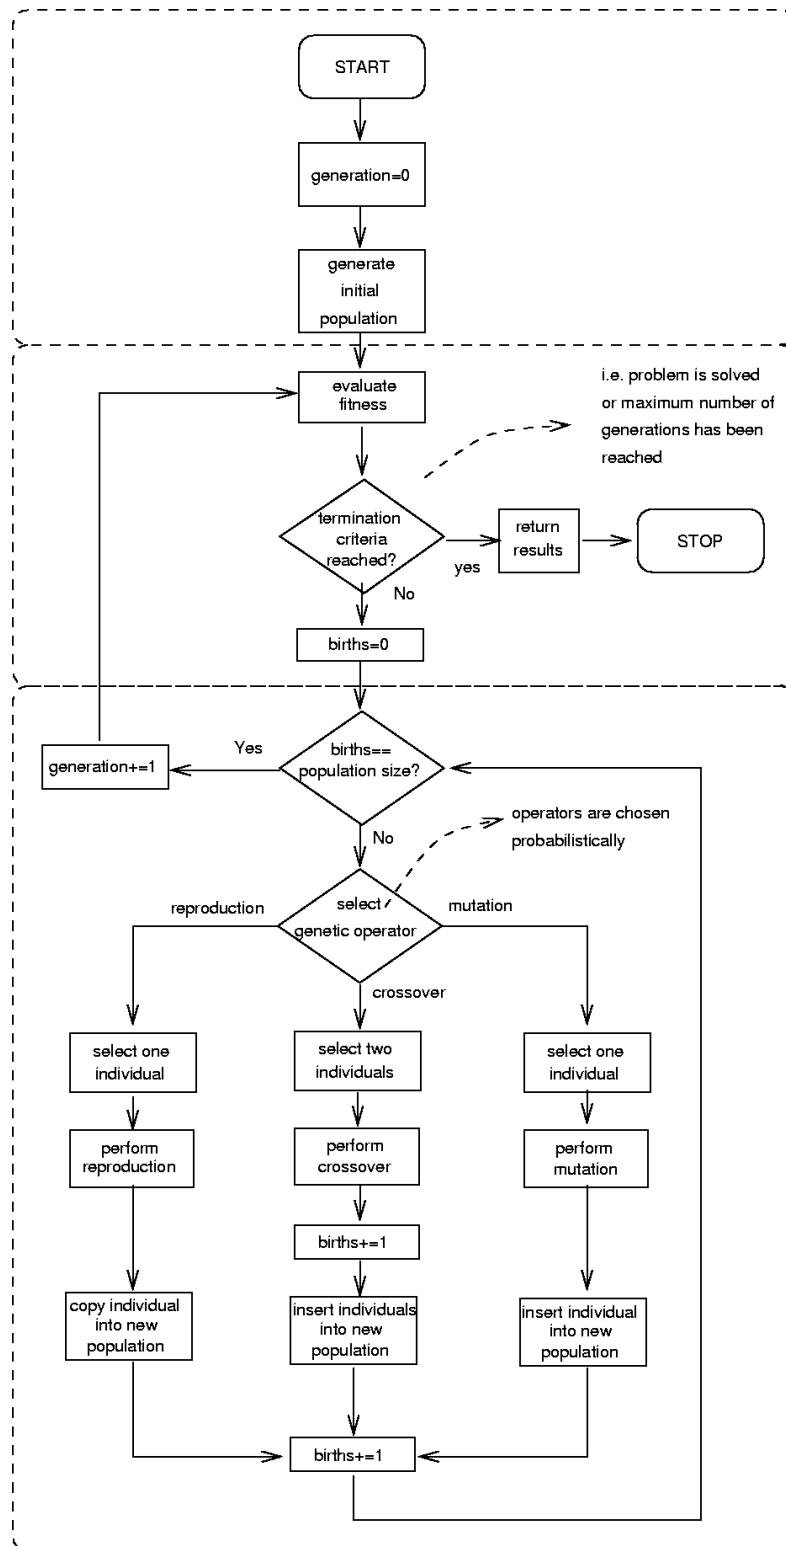 START
generation=0
generate
initial
population
evaluate
fitness
i.e. problem is solved
or maximum number of
generations has been
reached
termination
criteria
reached?
yes
return
results
STOP
No
births=0
births==
population size?
Yes
generation+=1
No
operators are chosen
probabilistically
select
genetic operator
reproduction
mutation
crossover
select one
individual
select two
individuals
select one
individual
perform
reproduction
perform
crossover
perform
mutation
births+=1
copy individual
into new
population
insert individuals
into new
population
insert individual
into new
population
births+=1